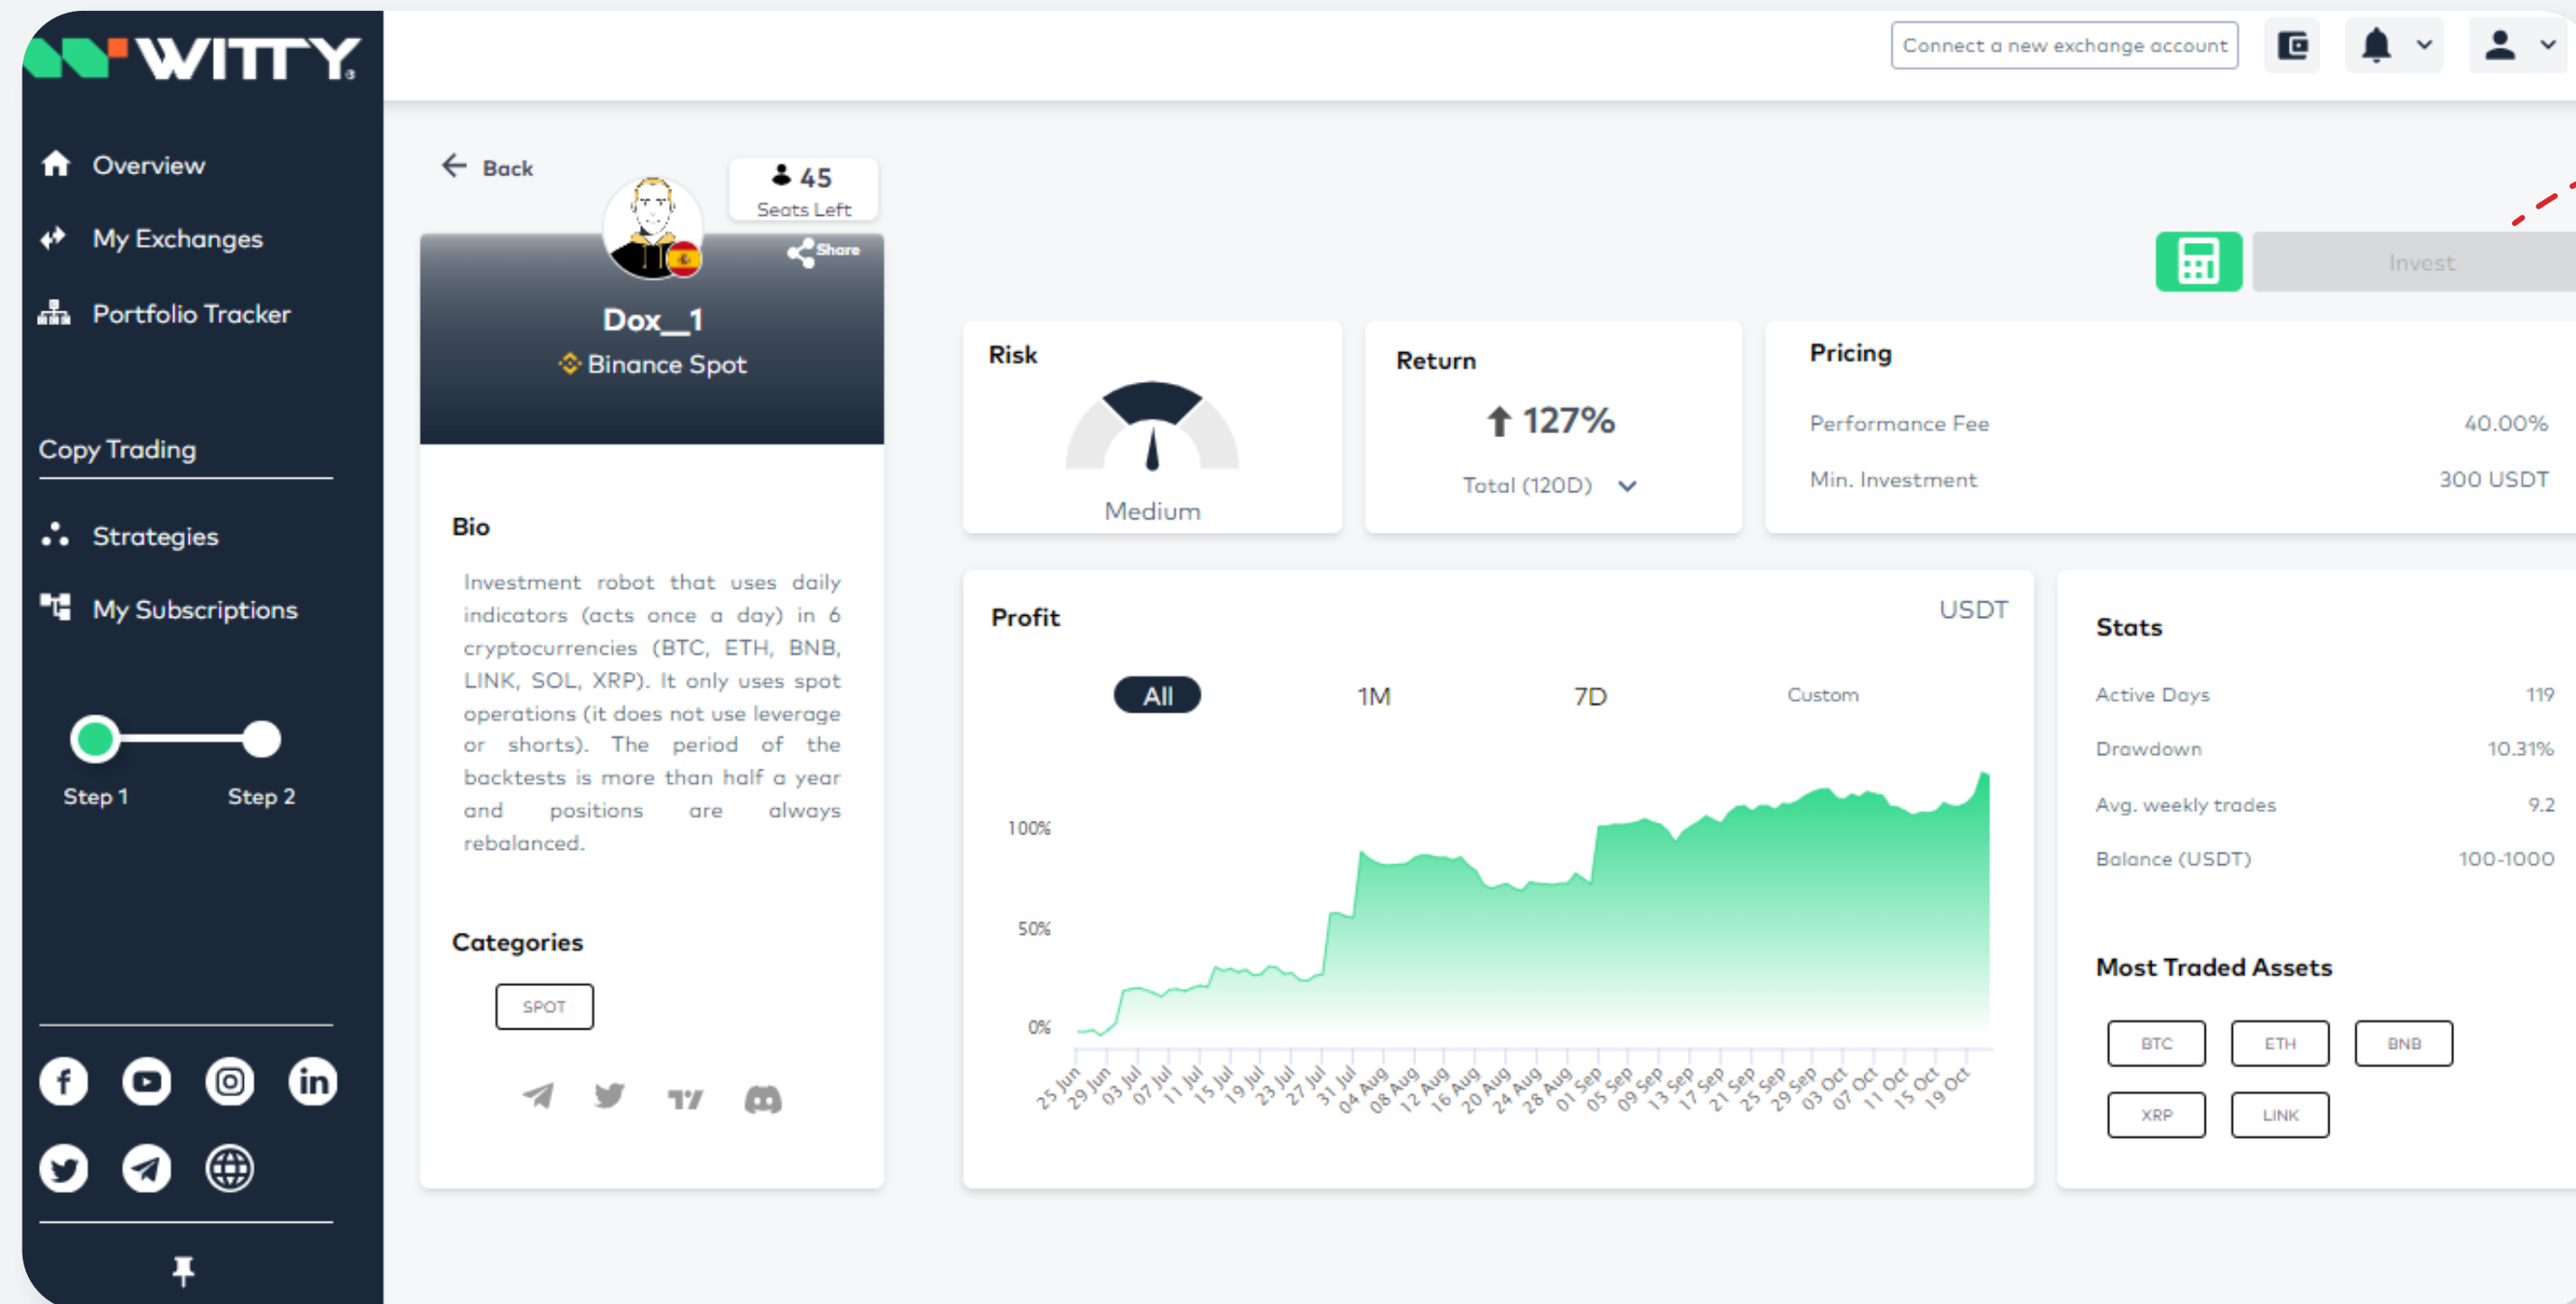 WITTY
Connect a new exchange account
Overview
My Exchanges
Portfolio Tracker
Copy Trading
Strategies
My Subscriptions
Step 1
Step 2
Back
45
Seats Left
Share
Dox__1
Binance Spot
Bio
Investment robot that uses daily
indicators (acts once a day) in 6
cryptocurrencies (BTC, ETH, BNB,
LINK, SOL, XRP). It only uses spot
operations (it does not use leverage
or shorts). The period of the
backtests is more than half a year
and positions are always
rebalanced.
Categories
SPOT
Invest
Risk
Medium
Return
127%
Total (120D)
Pricing
Performance Fee 40.00%
Min. Investment 300 USDT
Profit
USDT
All 1M 7D Custom
100%
50%
0%
25 Jun 29 Jun 03 Jul 07 Jul 11 Jul 15 Jul 19 Jul 23 Jul 27 Jul 31 Jul 04 Aug 08 Aug 12 Aug 16 Aug 20 Aug 24 Aug 28 Aug 01 Sep 05 Sep 09 Sep 13 Sep 17 Sep 21 Sep 25 Sep 29 Sep 03 Oct 07 Oct 11 Oct 15 Oct 19 Oct
Stats
Active Days 119
Drawdown 10.31%
Avg. weekly trades 9.2
Balance (USDT) 100-1000
Most Traded Assets
BTC ETH BNB
XRP LINK